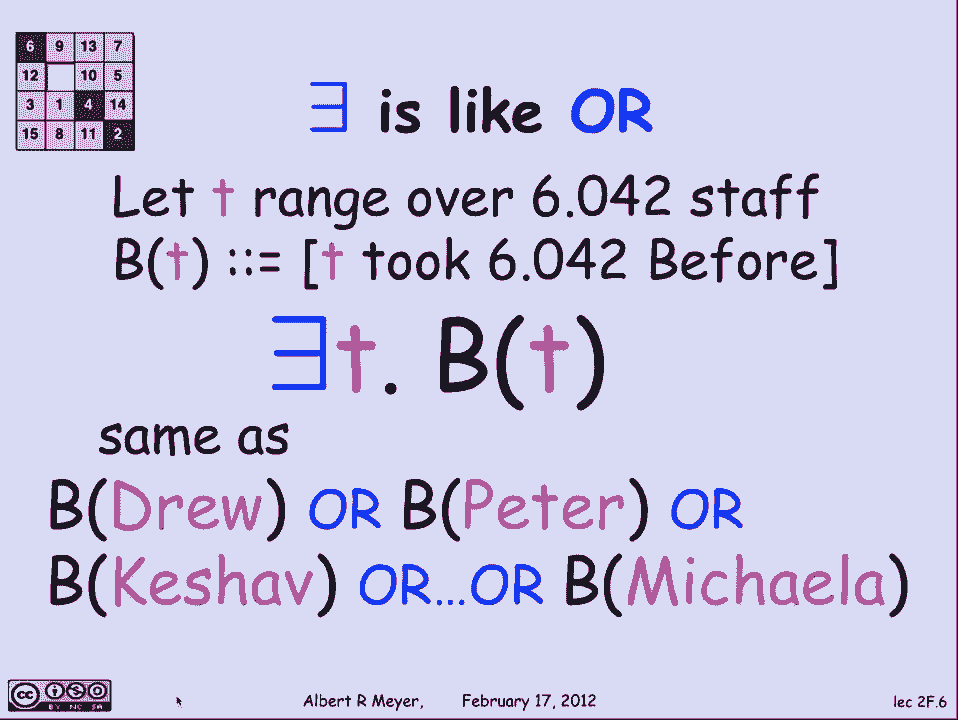 6 9 13 7
12 10 5
3 1 4 14
15 8 11 2
∃ is like OR
Let t range over 6.042 staff
B(t) ::= [t took 6.042 Before]
∃t. B(t)
same as
B(Drew) OR B(Peter) OR
B(Keshav) OR...OR B(Michaela)
cc BY NC SA
Albert R Meyer, February 17, 2012
lec 2F.6